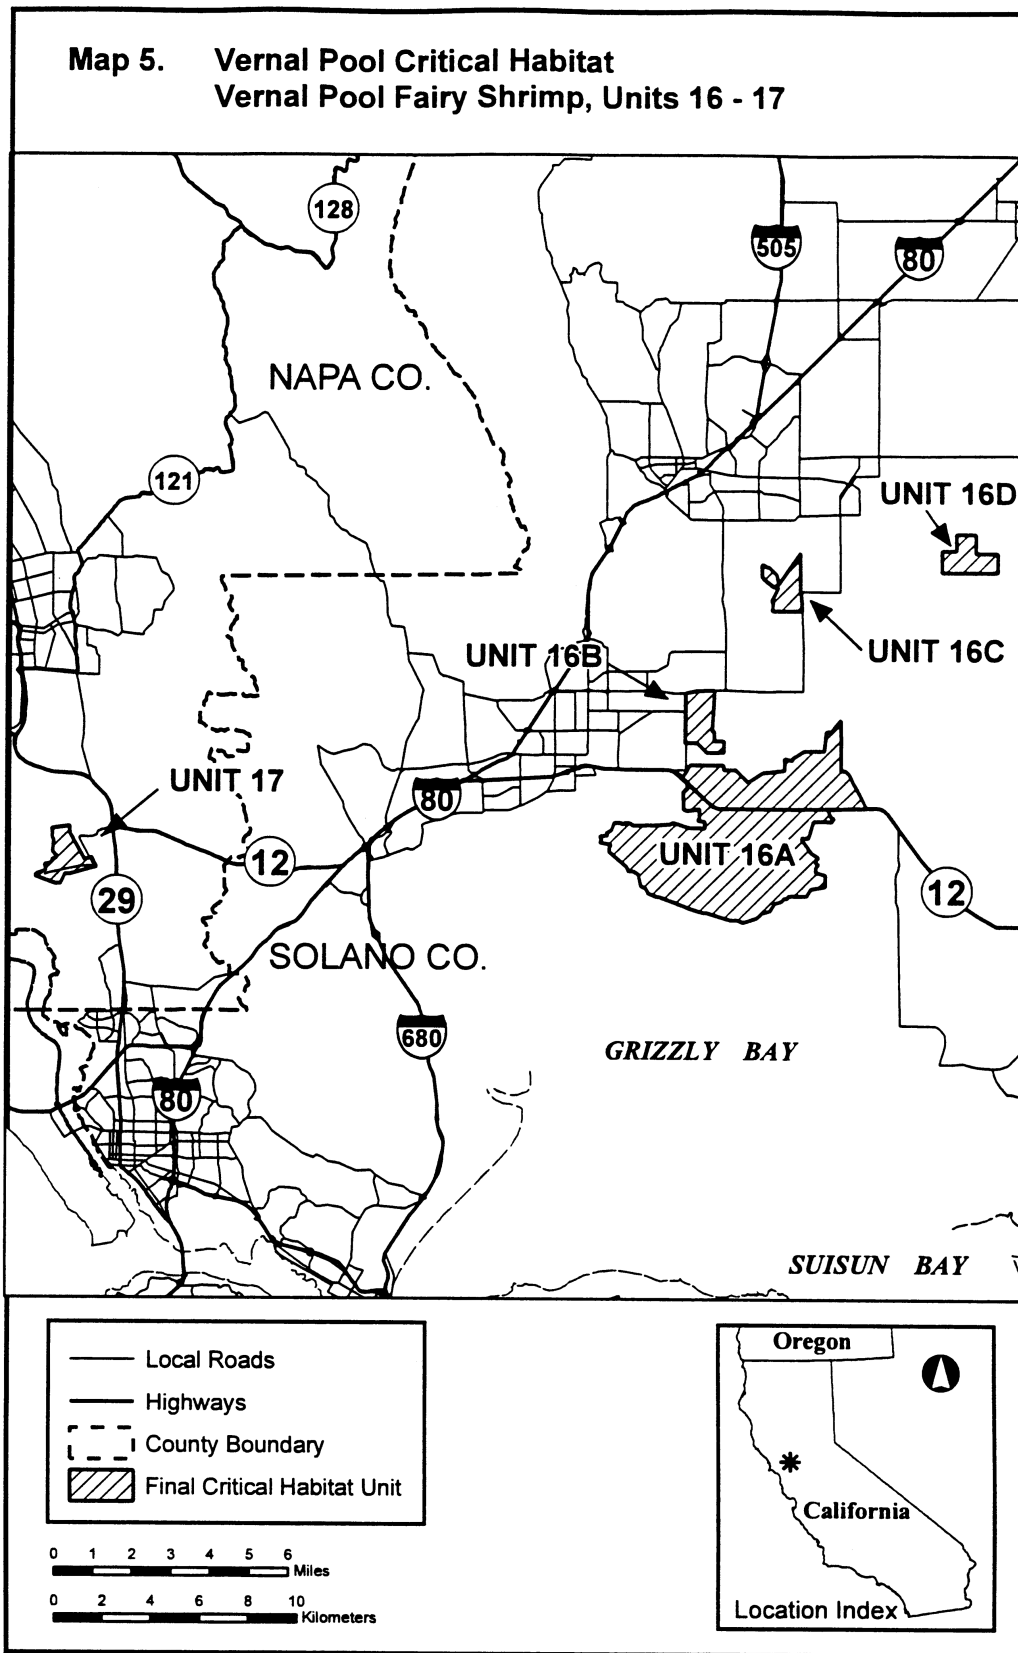 Map 5. Vernal Pool Critical Habitat
Vernal Pool Fairy Shrimp, Units 16 - 17
128
505
80
NAPA CO.
121
UNIT 16D
UNIT 16B
UNIT 16C
UNIT 17
80
12
UNIT 16A
29
12
SOLANO CO.
680
GRIZZLY BAY
80
SUISUN BAY
Local Roads
Highways
County Boundary
Final Critical Habitat Unit
0 1 2 3 4 5 6
Miles
0 2 4 6 8 10
Kilometers
Oregon
California
Location Index